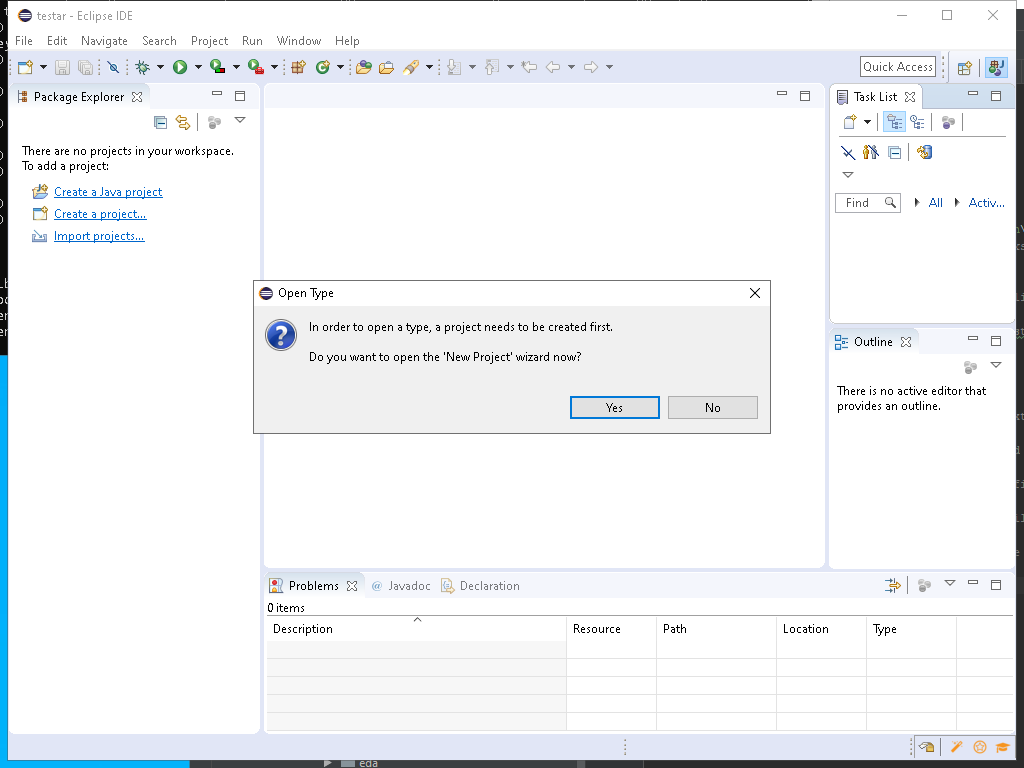 testar - Eclipse IDE
File Edit Navigate Search Project Run Window Help
Quick Access
Package Explorer
There are no projects in your workspace.
To add a project:
Create a Java project
Create a project...
Import projects...
Task List
Find
All
Activ...
Open Type
In order to open a type, a project needs to be created first.
Do you want to open the 'New Project' wizard now?
Yes
No
Outline
There is no active editor that
provides an outline.
Problems
@ Javadoc
Declaration
0 items
Description Resource Path Location Type
eda